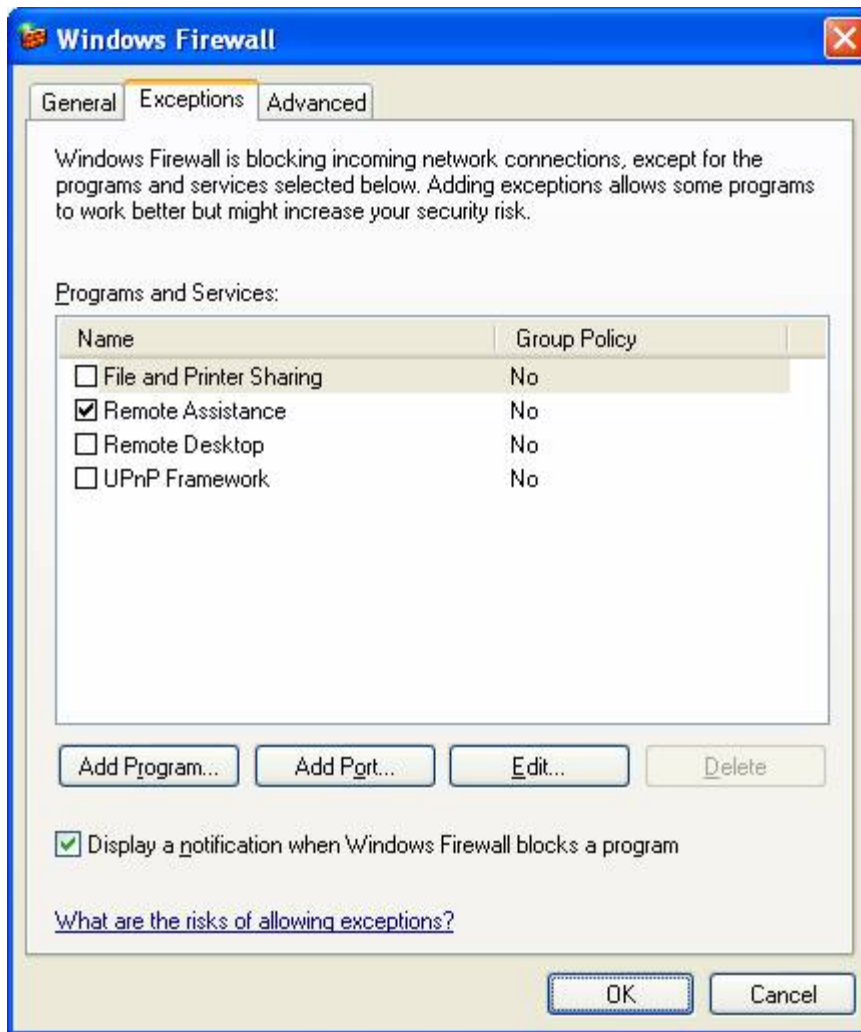 Windows Firewall
General Exceptions Advanced
Windows Firewall is blocking incoming network connections, except for the
programs and services selected below. Adding exceptions allows some programs
to work better but might increase your security risk.
Programs and Services:
Name Group Policy
File and Printer Sharing No
Remote Assistance No
Remote Desktop No
UPnP Framework No
Add Program... Add Port... Edit... Delete
Display a notification when Windows Firewall blocks a program
What are the risks of allowing exceptions?
OK Cancel